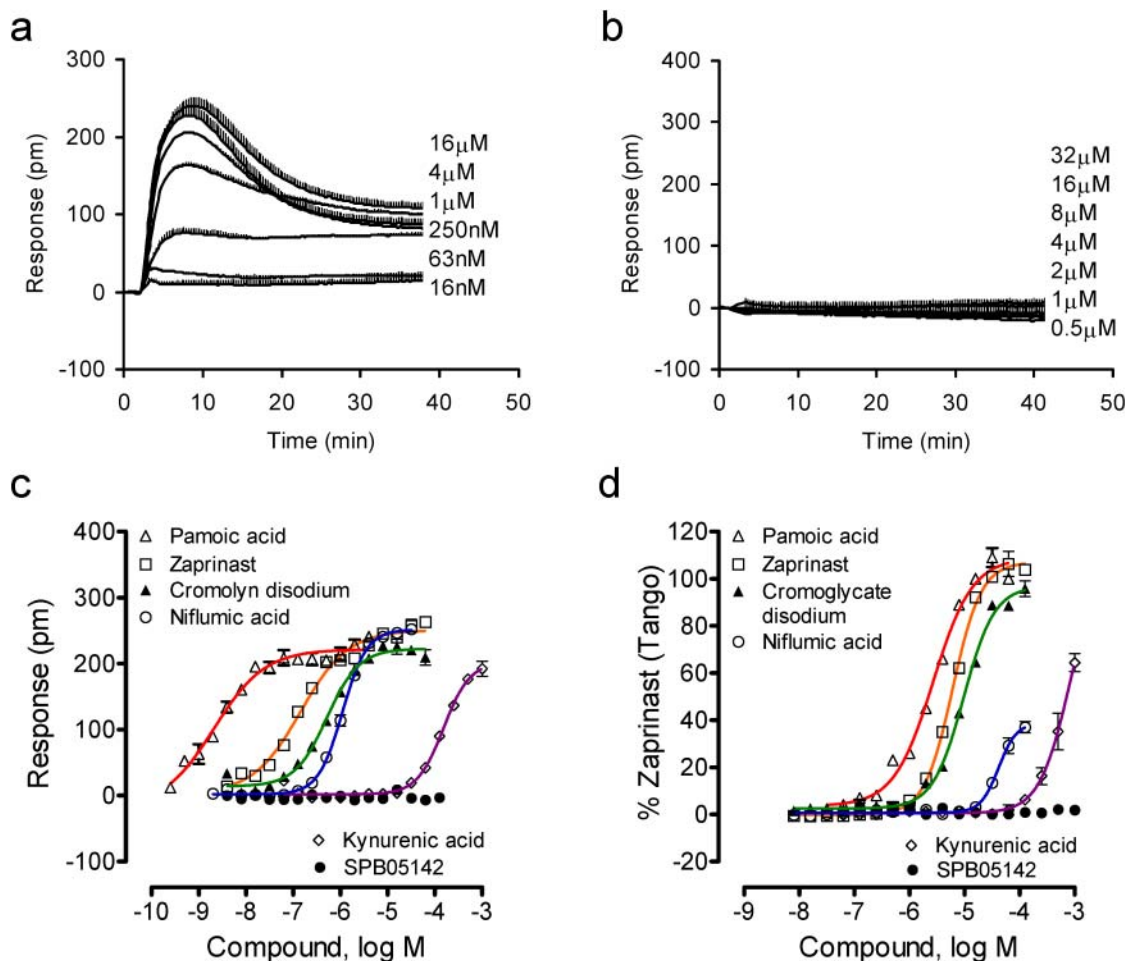 a
300
200
100
0
-100
Response (pm)
16μM
4μM
1μM
250nM
63nM
16nM
0 10 20 30 40 50
Time (min)
b
400
300
200
100
0
-100
Response (pm)
32μM
16μM
8μM
4μM
2μM
1μM
0.5μM
0 10 20 30 40 50
Time (min)
c
400
300
200
100
0
-100
Response (pm)
Pamoic acid
Zaprinast
Cromolyn disodium
Niflumic acid
Kynurenic acid
SPB05142
-10 -9 -8 -7 -6 -5 -4 -3
Compound, log M
d
120
100
80
60
40
20
0
-20
% Zaprinast (Tango)
Pamoic acid
Zaprinast
Cromoglycate
disodium
Niflumic acid
Kynurenic acid
SPB05142
-9 -8 -7 -6 -5 -4 -3
Compound, log M